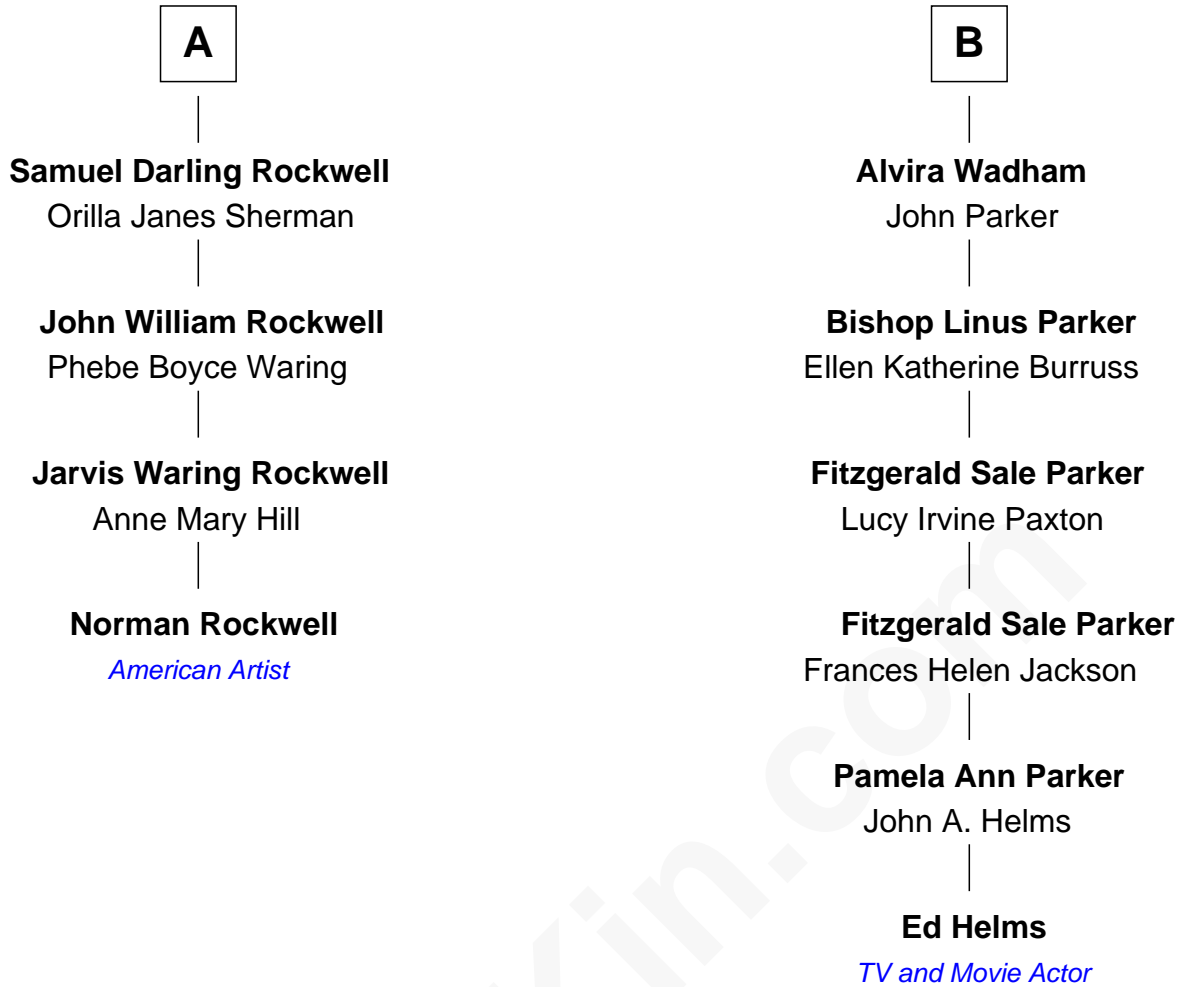 A
Samuel Darling Rockwell
Orilla Janes Sherman
John William Rockwell
Phebe Boyce Waring
Jarvis Waring Rockwell
Anne Mary Hill
Norman Rockwell
American Artist
B
Alvira Wadham
John Parker
Bishop Linus Parker
Ellen Katherine Burruss
Fitzgerald Sale Parker
Lucy Irvine Paxton
Fitzgerald Sale Parker
Frances Helen Jackson
Pamela Ann Parker
John A. Helms
Ed Helms
TV and Movie Actor
Kin.com